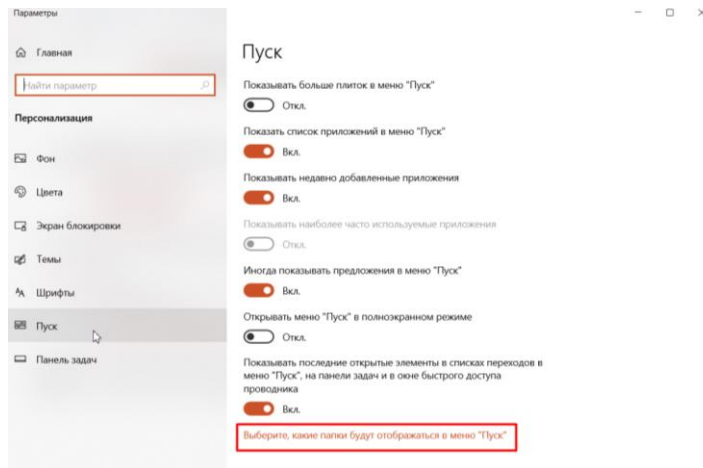 Параметры
Главная
Найти параметр
Персонализация
Фон
Цвета
Экран блокировки
Темы
Шрифты
Пуск
Панель задач
Пуск
Показывать больше плиток в меню "Пуск"
Откл.
Показать список приложений в меню "Пуск"
Вкл.
Показывать недавно добавленные приложения
Вкл.
Показывать наиболее часто используемые приложения
Откл.
Иногда показывать предложения в меню "Пуск"
Вкл.
Открывать меню "Пуск" в полноэкранном режиме
Откл.
Показывать последние открытые элементы в списках переходов в
меню "Пуск", на панели задач и в окне быстрого доступа
проводника
Вкл.
Выберите, какие папки будут отображаться в меню "Пуск"